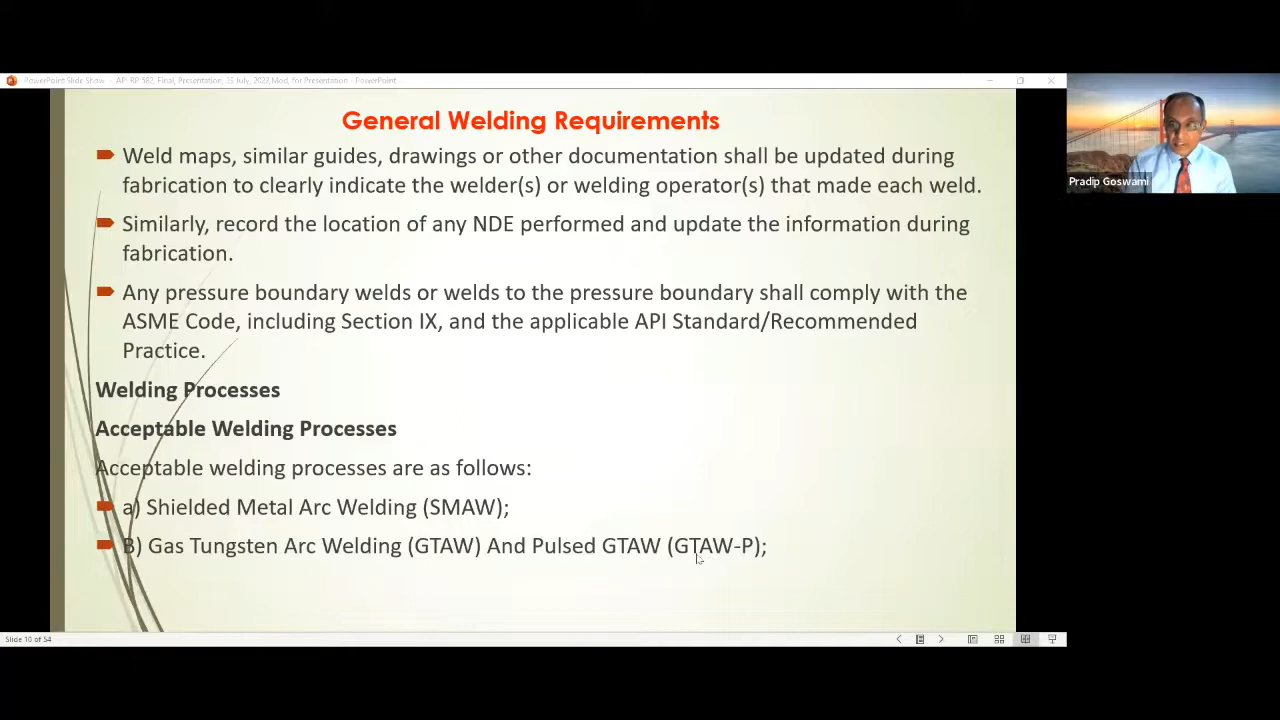 PowerPoint Slide Show - API RP 582, Final, Presentation, 25 July, 2022,Mod, for Presentation - PowerPoint
General Welding Requirements
Weld maps, similar guides, drawings or other documentation shall be updated during
fabrication to clearly indicate the welder(s) or welding operator(s) that made each weld.
Similarly, record the location of any NDE performed and update the information during
fabrication.
Any pressure boundary welds or welds to the pressure boundary shall comply with the
ASME Code, including Section IX, and the applicable API Standard/Recommended
Practice.
Welding Processes
Acceptable Welding Processes
Acceptable welding processes are as follows:
a) Shielded Metal Arc Welding (SMAW);
B) Gas Tungsten Arc Welding (GTAW) And Pulsed GTAW (GTAW-P);
Slide 10 of 54
Pradip Goswami